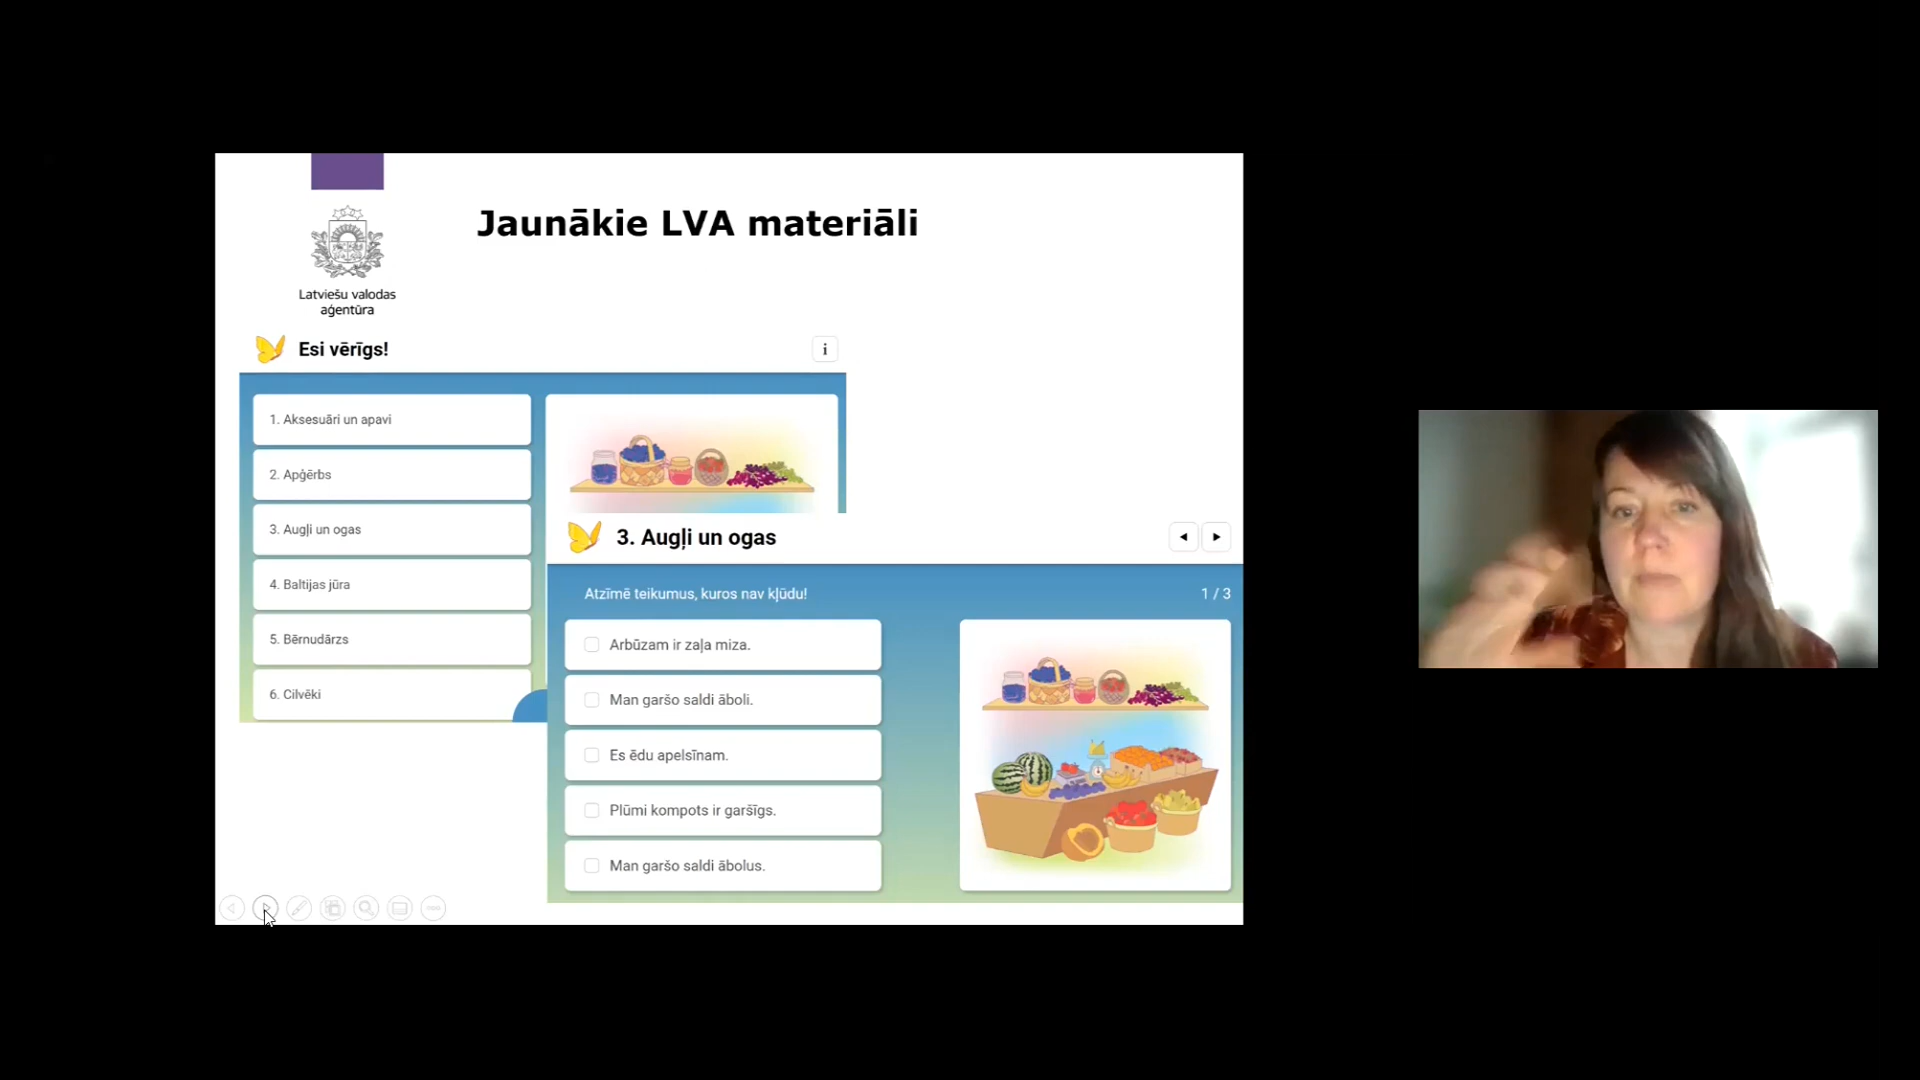 Jaunākie LVA materiāli
Latviešu valodas
aģentūra
Esi vērīgs!
i
1. Aksesuāri un apavi
2. Apģērbs
3. Augļi un ogas
4. Baltijas jūra
5. Bērnudārzs
6. Cilvēki
3. Augļi un ogas
Atzīmē teikumus, kuros nav kļūdu!
1 / 3
Arbūzam ir zaļa miza.
Man garšo saldi āboli.
Es ēdu apelsīnam.
Plūmi kompots ir garšīgs.
Man garšo saldi ābolus.